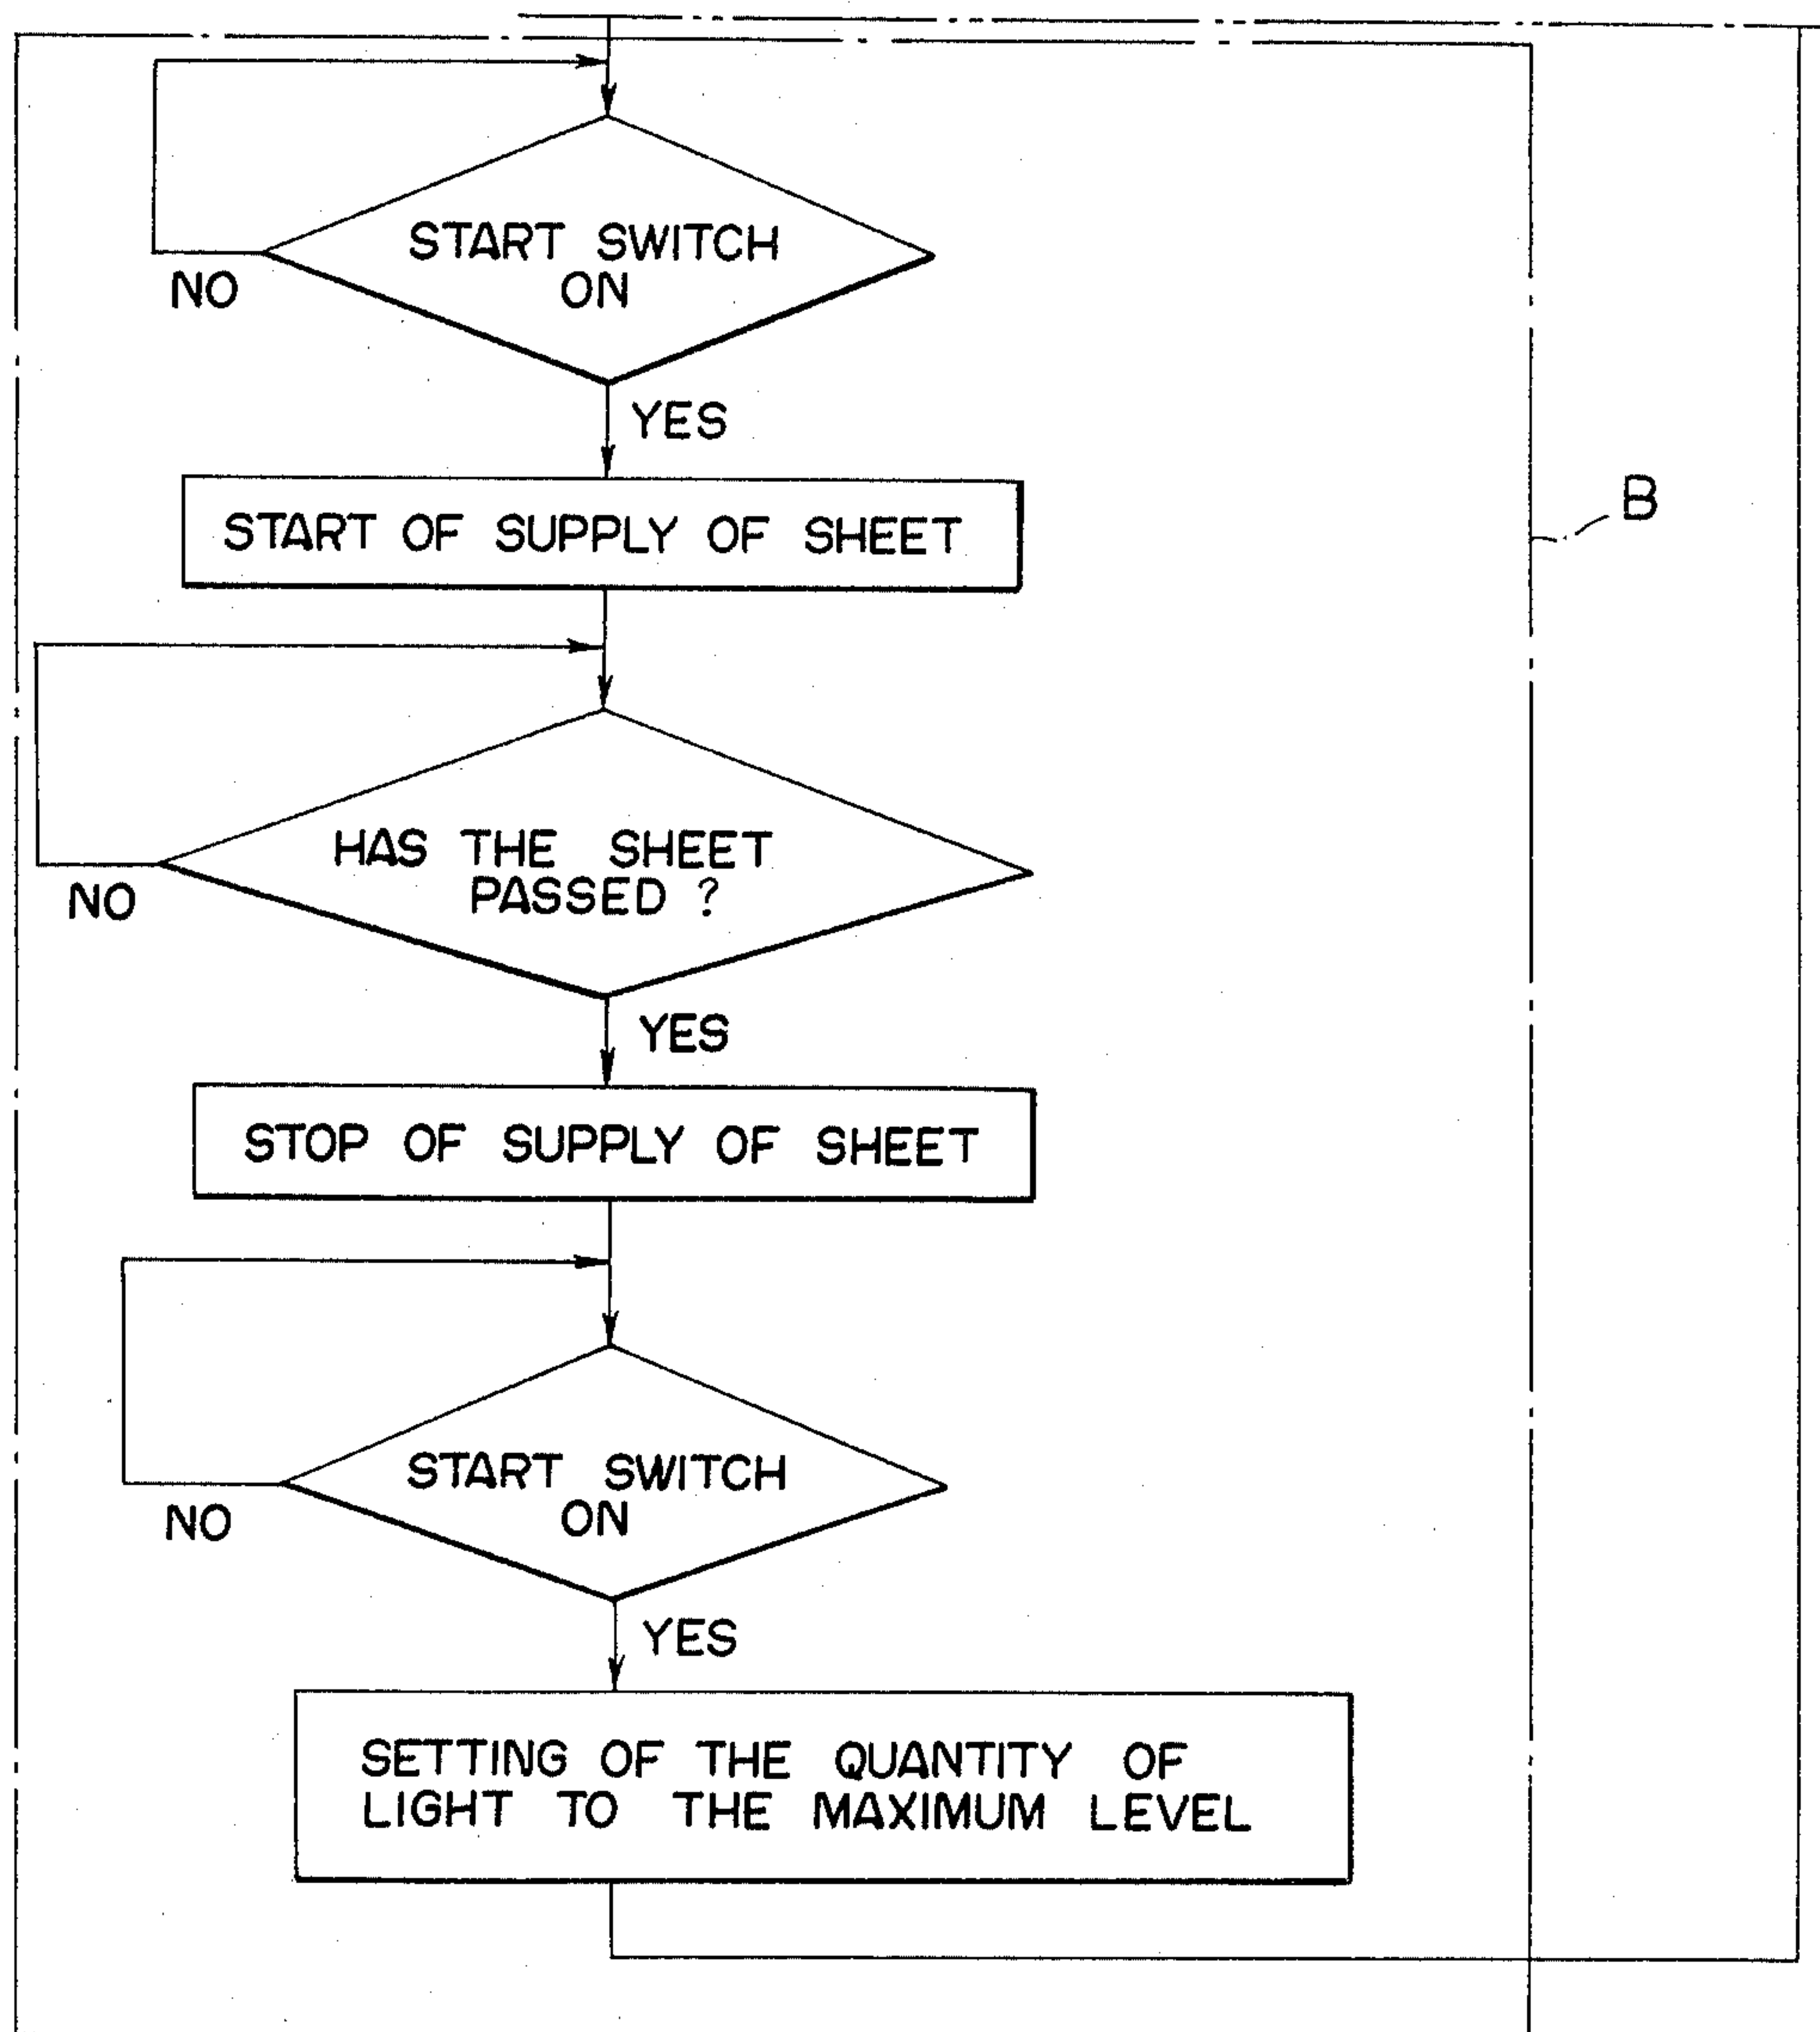 START SWITCH
ON
NO
YES
START OF SUPPLY OF SHEET
B
HAS THE SHEET
PASSED ?
NO
YES
STOP OF SUPPLY OF SHEET
START SWITCH
ON
NO
YES
SETTING OF THE QUANTITY OF
LIGHT TO THE MAXIMUM LEVEL